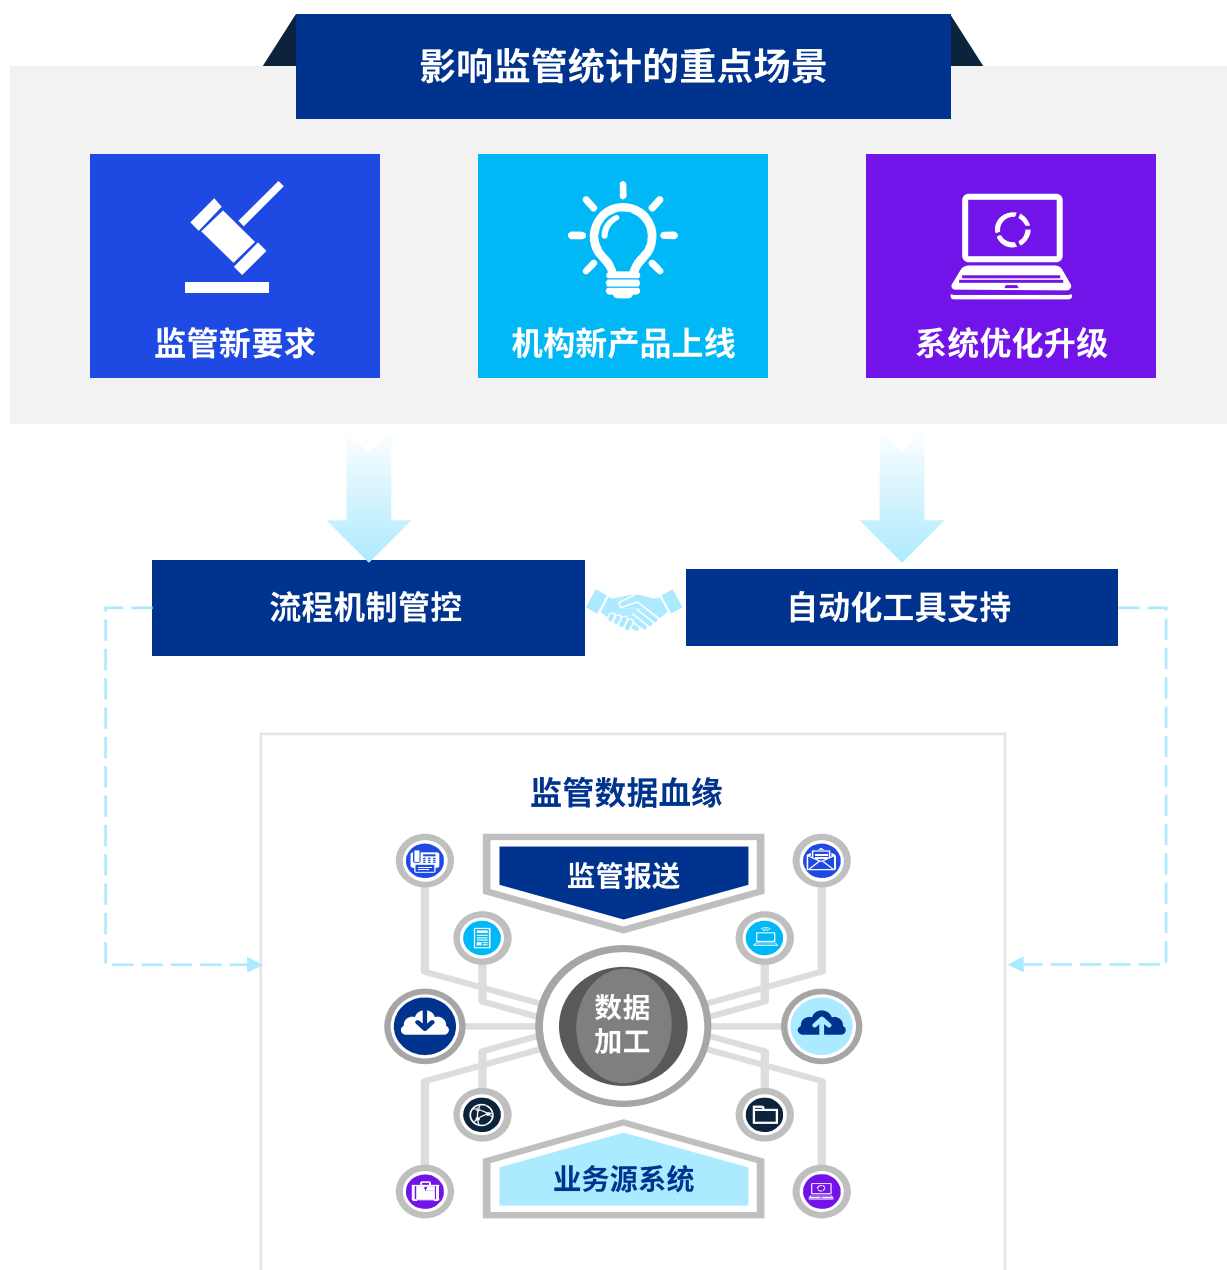 影响监管统计的重点场景
监管新要求
机构新产品上线
系统优化升级
流程机制管控
自动化工具支持
监管数据血缘
监管报送
数据
加工
业务源系统